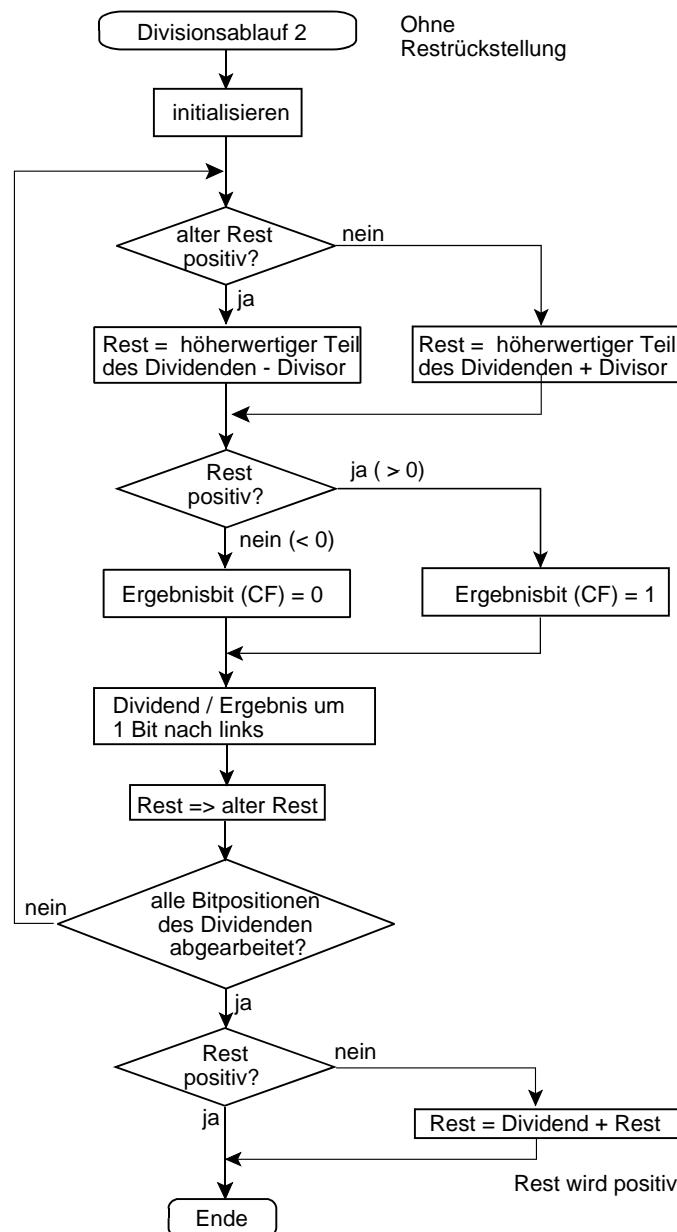 Divisionsablauf 2
Ohne
Restrückstellung
initialisieren
alter Rest
positiv?
nein
ja
Rest = höherwertiger Teil
des Dividenden - Divisor
Rest = höherwertiger Teil
des Dividenden + Divisor
Rest
positiv?
ja ( > 0)
nein (< 0)
Ergebnisbit (CF) = 0
Ergebnisbit (CF) = 1
Dividend / Ergebnis um
1 Bit nach links
Rest => alter Rest
nein
alle Bitpositionen
des Dividenden
abgearbeitet?
ja
Rest
positiv?
nein
ja
Rest = Dividend + Rest
Rest wird positiv
Ende